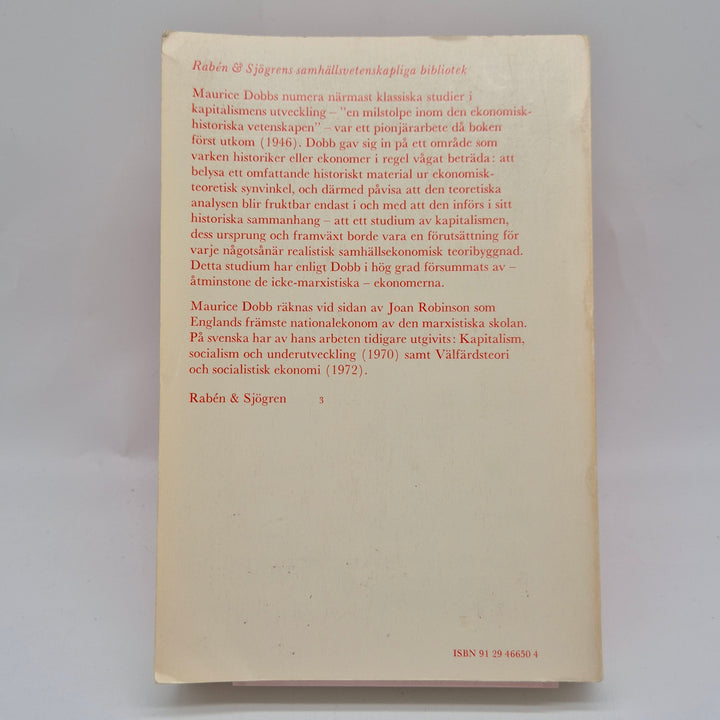 Rabén & Sjögrens samhällsvetenskapliga bibliotek
Maurice Dobbs numera närmast klassiska studier i
kapitalismens utveckling – ”en milstolpe inom den ekonomisk-
historiska vetenskapen” – var ett pionjärarbete då boken
först utkom (1946). Dobb gav sig in på ett område som
varken historiker eller ekonomer i regel vågat beträda: att
belysa ett omfattande historiskt material ur ekonomisk-
teoretisk synvinkel, och därmed påvisa att den teoretiska
analysen blir fruktbar endast i och med att den införs i sitt
historiska sammanhang – att ett studium av kapitalismen,
dess ursprung och framväxt borde vara en förutsättning för
varje någotsånär realistisk samhällsekonomisk teoribyggnad.
Detta studium har enligt Dobb i hög grad försummats av –
åtminstone de icke-marxistiska – ekonomerna.
Maurice Dobb räknas vid sidan av Joan Robinson som
Englands främste nationalekonom av den marxistiska skolan.
På svenska har av hans arbeten tidigare utgivits: Kapitalism,
socialism och underutveckling (1970) samt Välfärdsteori
och socialistisk ekonomi (1972).
Rabén & Sjögren 3
ISBN 91 29 46650 4